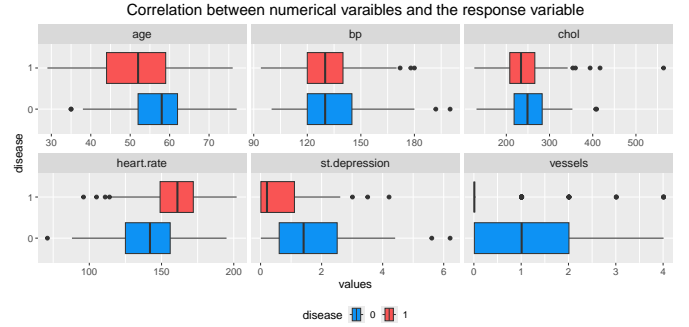 Correlation between numerical varaibles and the response variable
age bp chol
1
0
30 40 50 60 70 90 120 150 180 200 300 400 500
disease
heart.rate st.depression vessels
1
0
100 150 200 0 2 4 6 0 1 2 3 4
values
disease 0 1